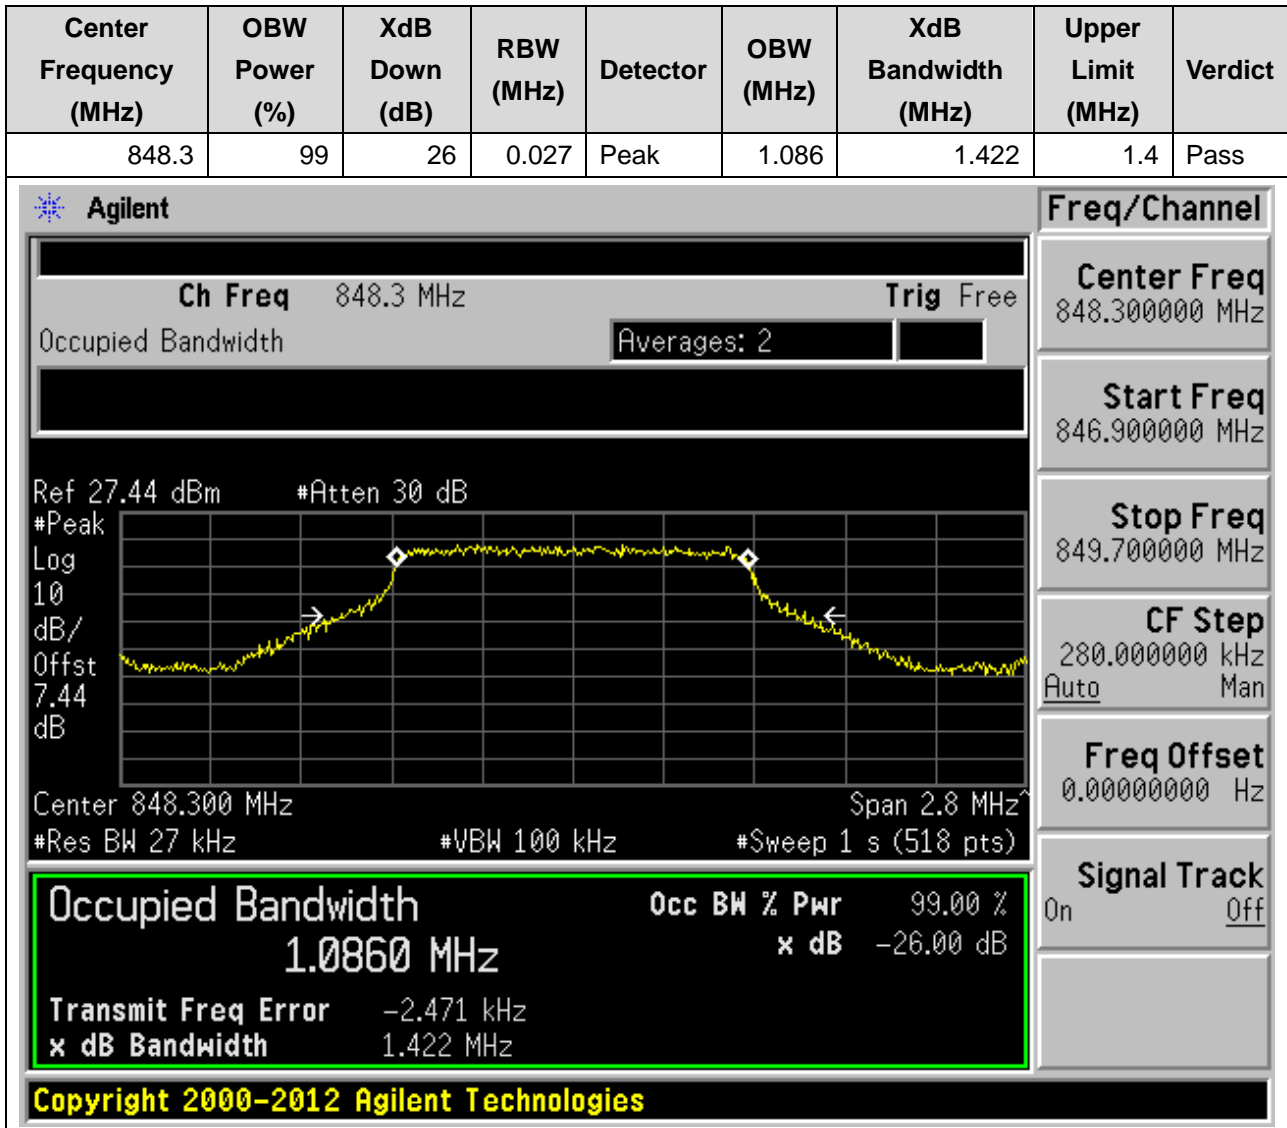 Center Frequency (MHz) OBW Power (%) XdB Down (dB) RBW (MHz) Detector OBW (MHz) XdB Bandwidth (MHz) Upper Limit (MHz) Verdict
848.3 99 26 0.027 Peak 1.086 1.422 1.4 Pass
Agilent
Freq/Channel
Ch Freq 848.3 MHz Trig Free
Occupied Bandwidth Averages: 2
Center Freq
848.300000 MHz
Start Freq
846.900000 MHz
Stop Freq
849.700000 MHz
CF Step
280.000000 kHz
Auto Man
Freq Offset
0.00000000 Hz
Signal Track
On Off
Ref 27.44 dBm #Atten 30 dB
#Peak
Log
10
dB/
Offst
7.44
dB
Center 848.300 MHz Span 2.8 MHz^
#Res BW 27 kHz #VBW 100 kHz #Sweep 1 s (518 pts)
Occupied Bandwidth Occ BW % Pwr 99.00 %
1.0860 MHz x dB -26.00 dB
Transmit Freq Error -2.471 kHz
x dB Bandwidth 1.422 MHz
Copyright 2000-2012 Agilent Technologies